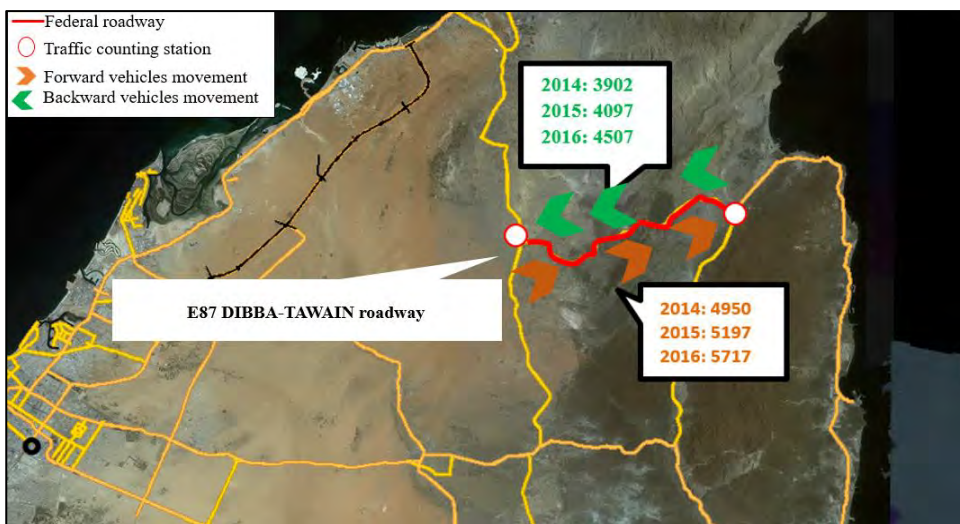 Federal roadway
Traffic counting station
Forward vehicles movement
Backward vehicles movement
2014: 3902
2015: 4097
2016: 4507
E87 DIBBA-TAWAIN roadway
2014: 4950
2015: 5197
2016: 5717